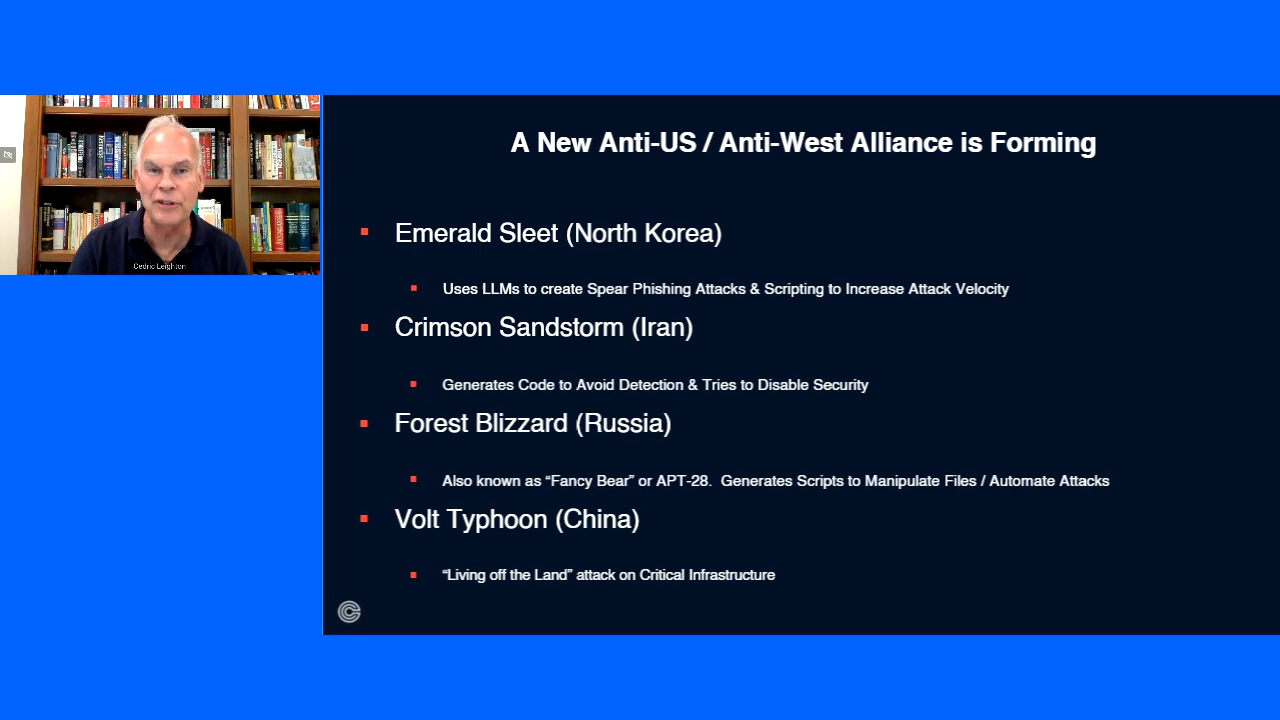 A New Anti-US / Anti-West Alliance is Forming
Emerald Sleet (North Korea)
Uses LLMs to create Spear Phishing Attacks & Scripting to Increase Attack Velocity
Crimson Sandstorm (Iran)
Generates Code to Avoid Detection & Tries to Disable Security
Forest Blizzard (Russia)
Also known as “Fancy Bear” or APT-28. Generates Scripts to Manipulate Files / Automate Attacks
Volt Typhoon (China)
“Living off the Land” attack on Critical Infrastructure
Cedric Leighton